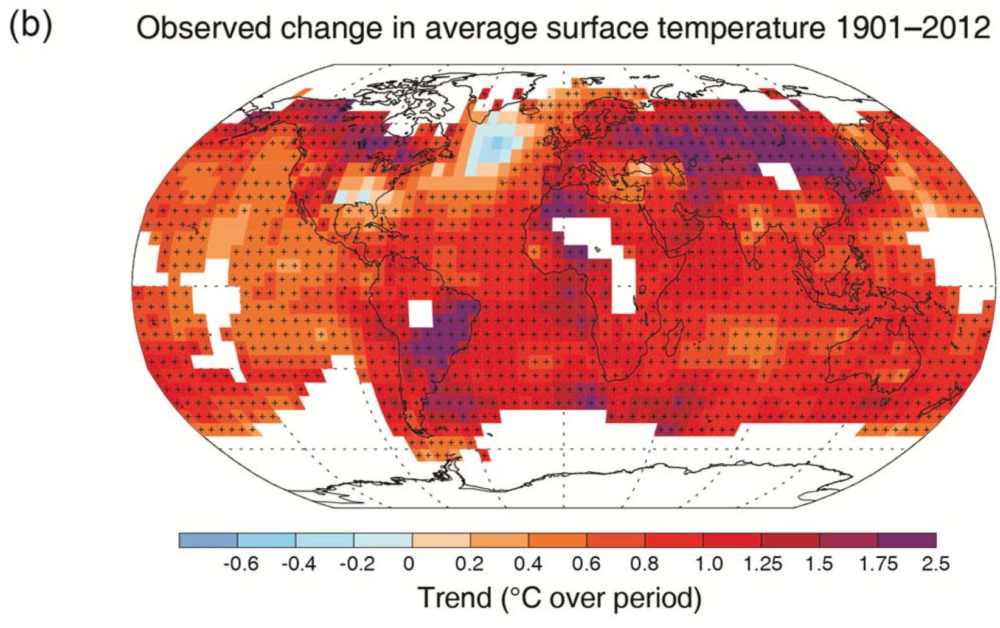 (b)
Observed change in average surface temperature 1901–2012
-0.6 -0.4 -0.2 0 0.2 0.4 0.6 0.8 1.0 1.25 1.5 1.75 2.5
Trend (°C over period)